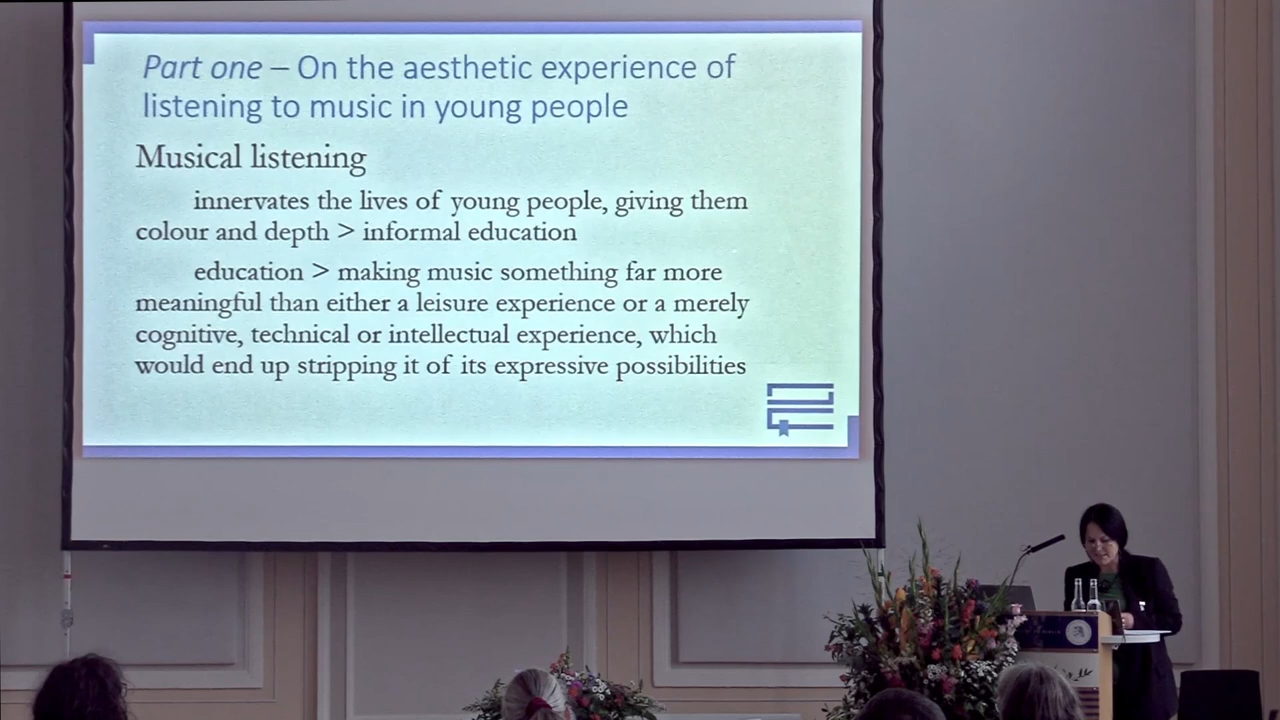 Part one – On the aesthetic experience of
listening to music in young people
Musical listening
innervates the lives of young people, giving them
colour and depth > informal education
education > making music something far more
meaningful than either a leisure experience or a merely
cognitive, technical or intellectual experience, which
would end up stripping it of its expressive possibilities